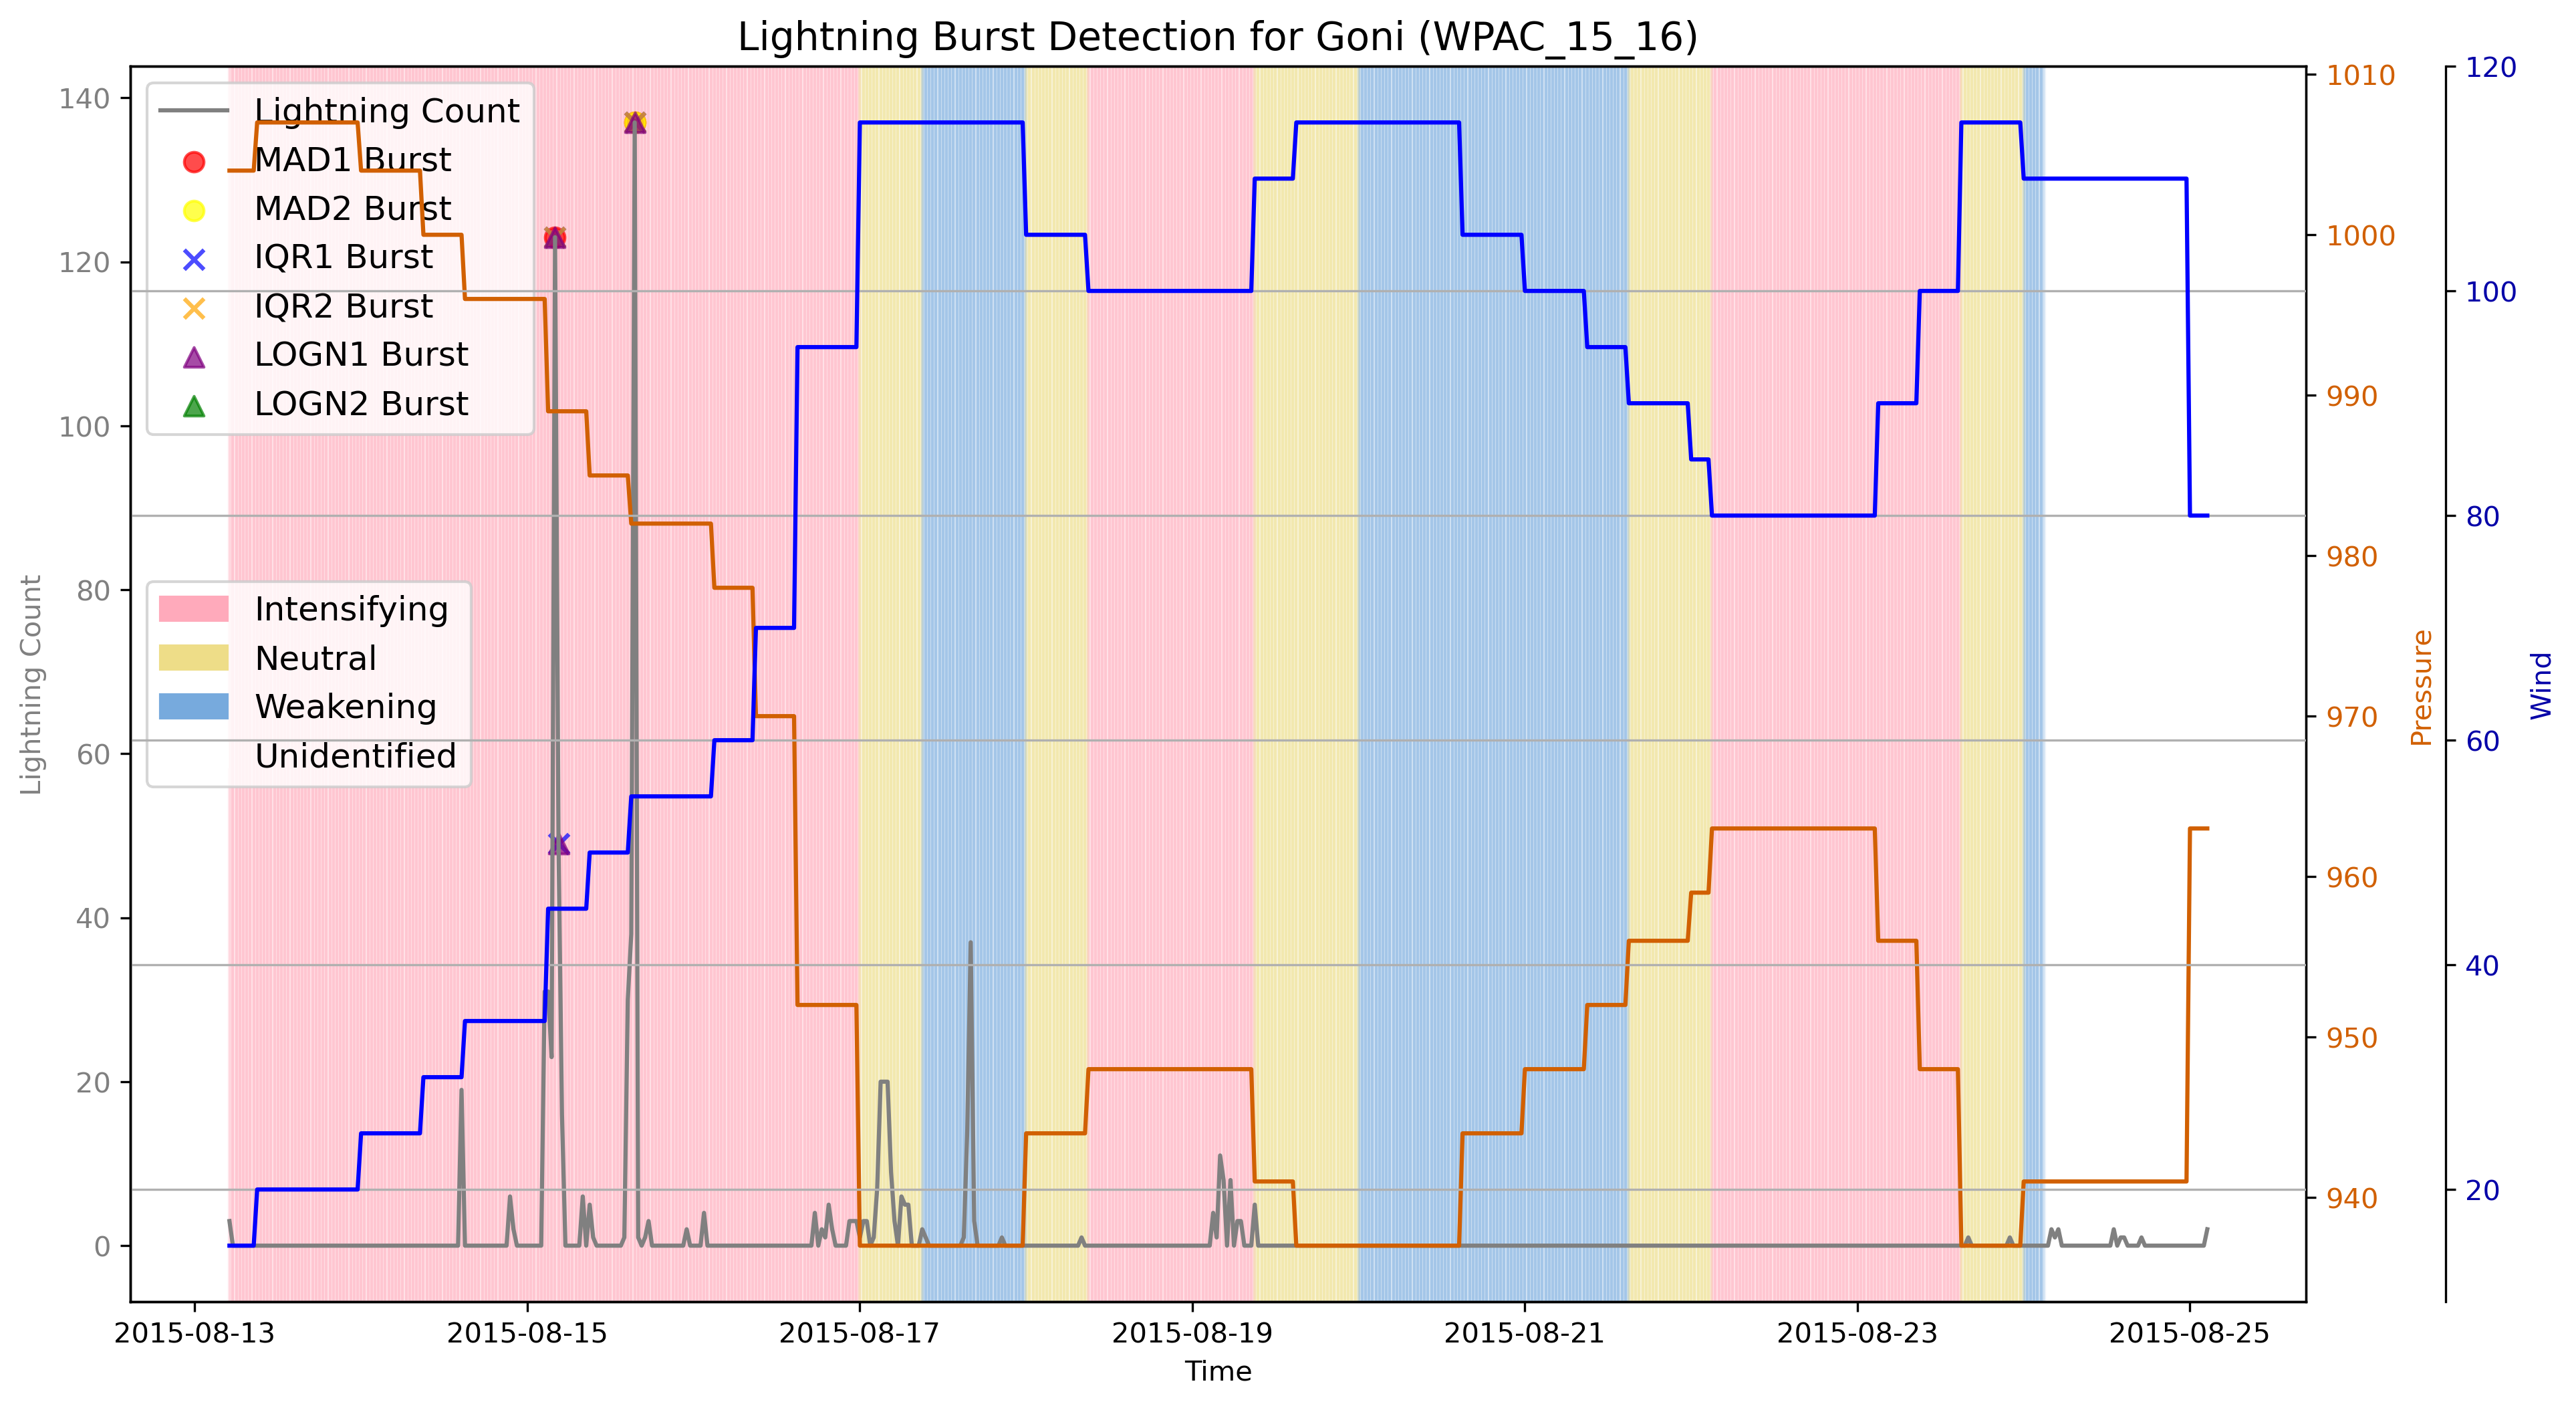 Lightning Burst Detection for Goni (WPAC_15_16)
Lightning Count
MAD1 Burst
MAD2 Burst
IQR1 Burst
IQR2 Burst
LOGN1 Burst
LOGN2 Burst
Intensifying
Neutral
Weakening
Unidentified
Lightning Count
140
120
100
80
60
40
20
0
1010
1000
990
980
970
960
950
940
Pressure
120
100
80
60
40
20
Wind
2015-08-13 2015-08-15 2015-08-17 2015-08-19 2015-08-21 2015-08-23 2015-08-25
Time